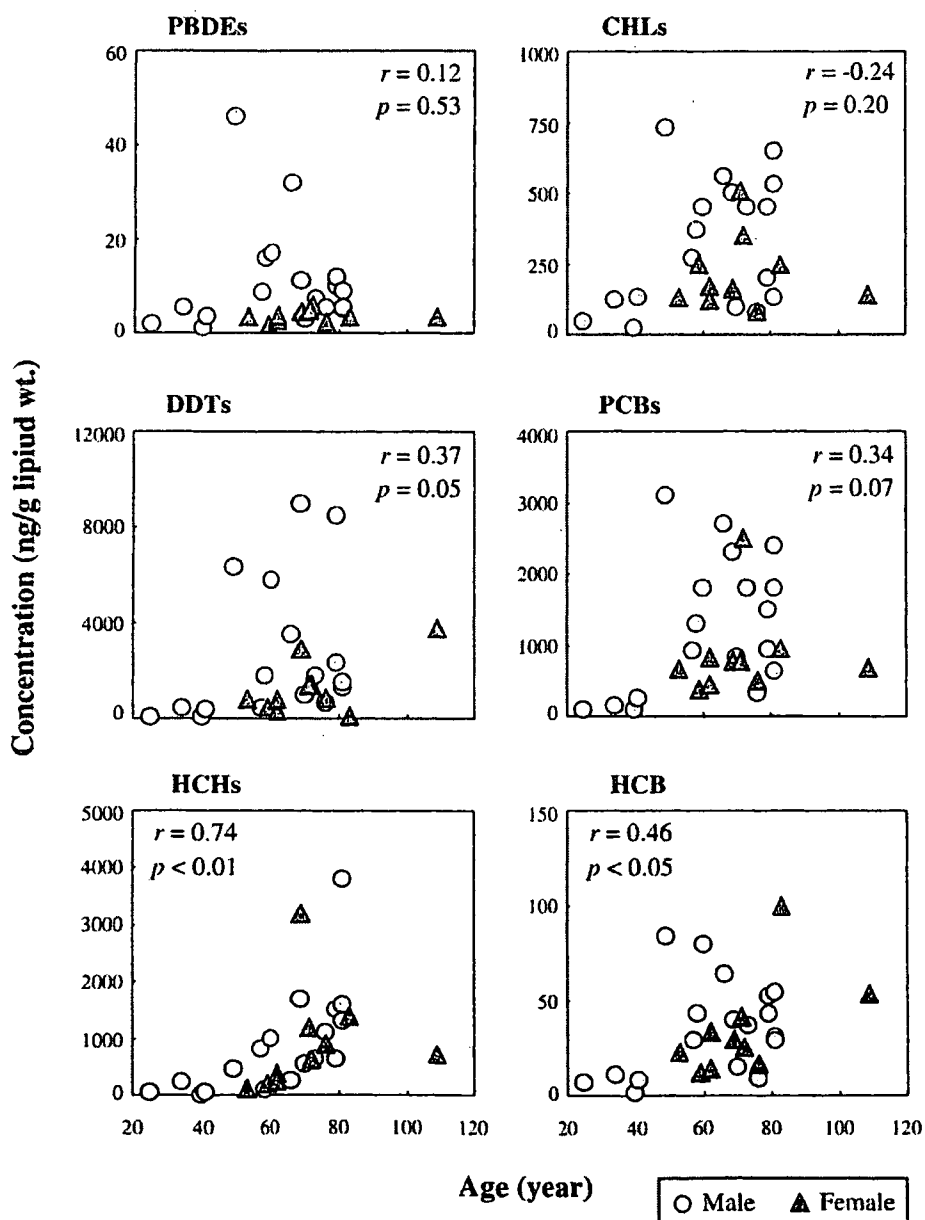 PBDEs
60
40
20
0
r = 0.12
p = 0.53
CHLs
1000
750
500
250
0
r = -0.24
p = 0.20
Concentration (ng/g lipiud wt.)
DDTs
12000
8000
4000
0
r = 0.37
p = 0.05
PCBs
4000
3000
2000
1000
0
r = 0.34
p = 0.07
HCHs
5000
4000
3000
2000
1000
0
r = 0.74
p < 0.01
20 40 60 80 100 120
HCB
150
100
50
0
r = 0.46
p < 0.05
20 40 60 80 100 120
Age (year)
Male Female